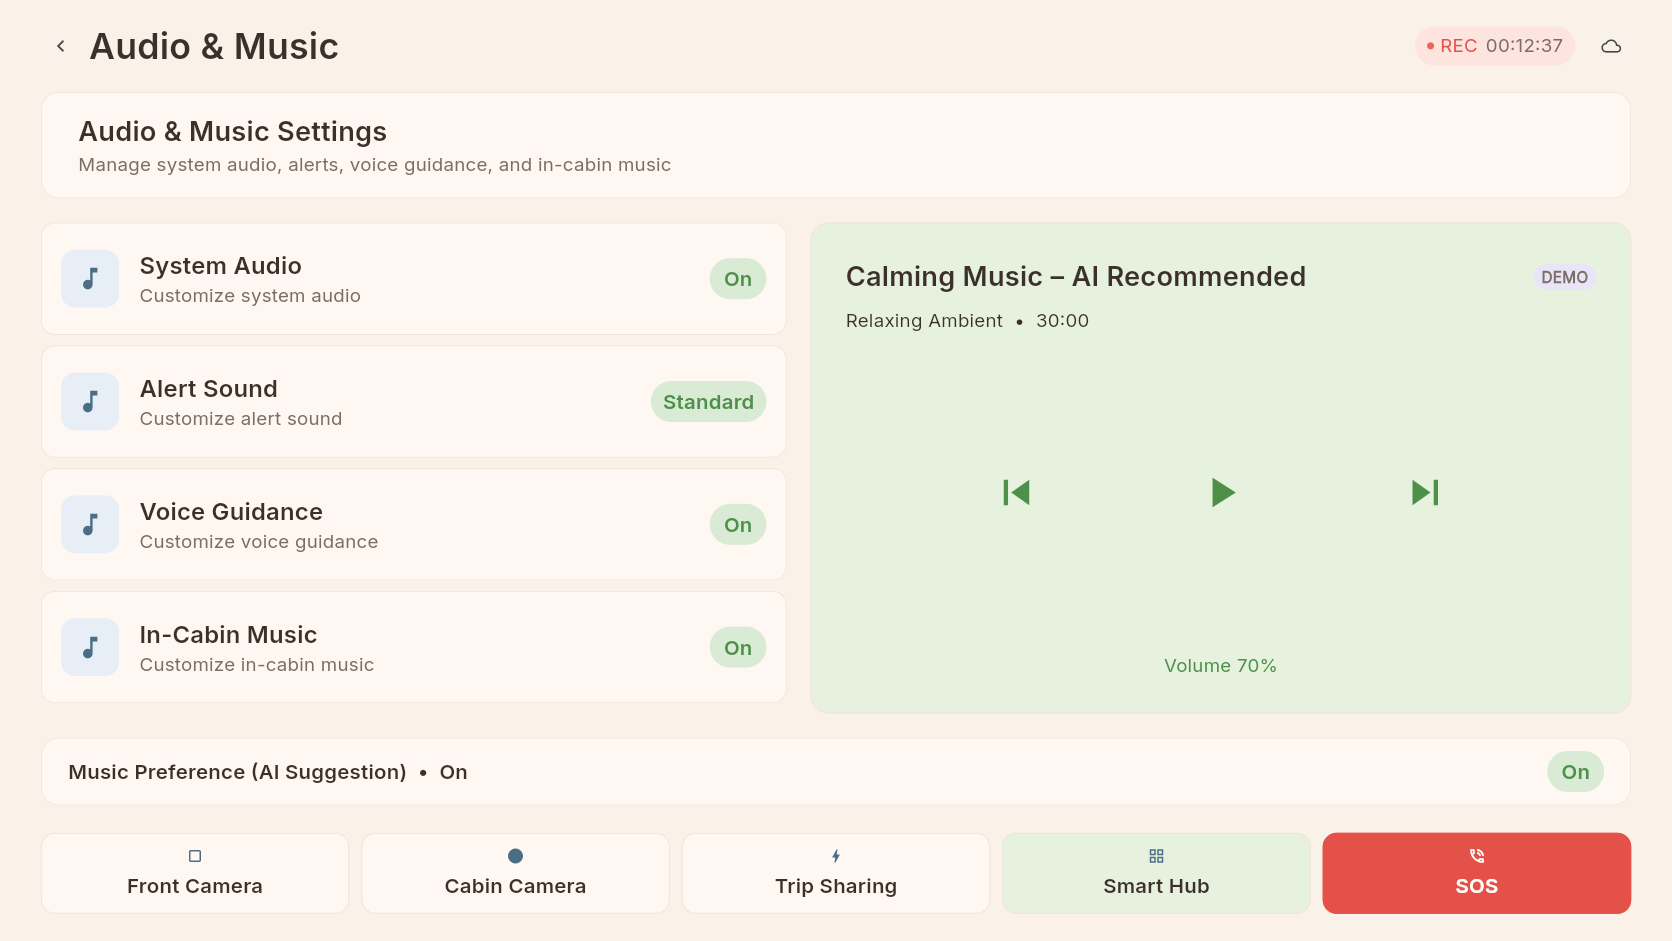 Audio & Music
REC 00:12:37
Audio & Music Settings
Manage system audio, alerts, voice guidance, and in-cabin music
System Audio
Customize system audio
On
Alert Sound
Customize alert sound
Standard
Voice Guidance
Customize voice guidance
On
In-Cabin Music
Customize in-cabin music
On
Calming Music – AI Recommended
DEMO
Relaxing Ambient • 30:00
Volume 70%
Music Preference (AI Suggestion) • On
On
Front Camera
Cabin Camera
Trip Sharing
Smart Hub
SOS